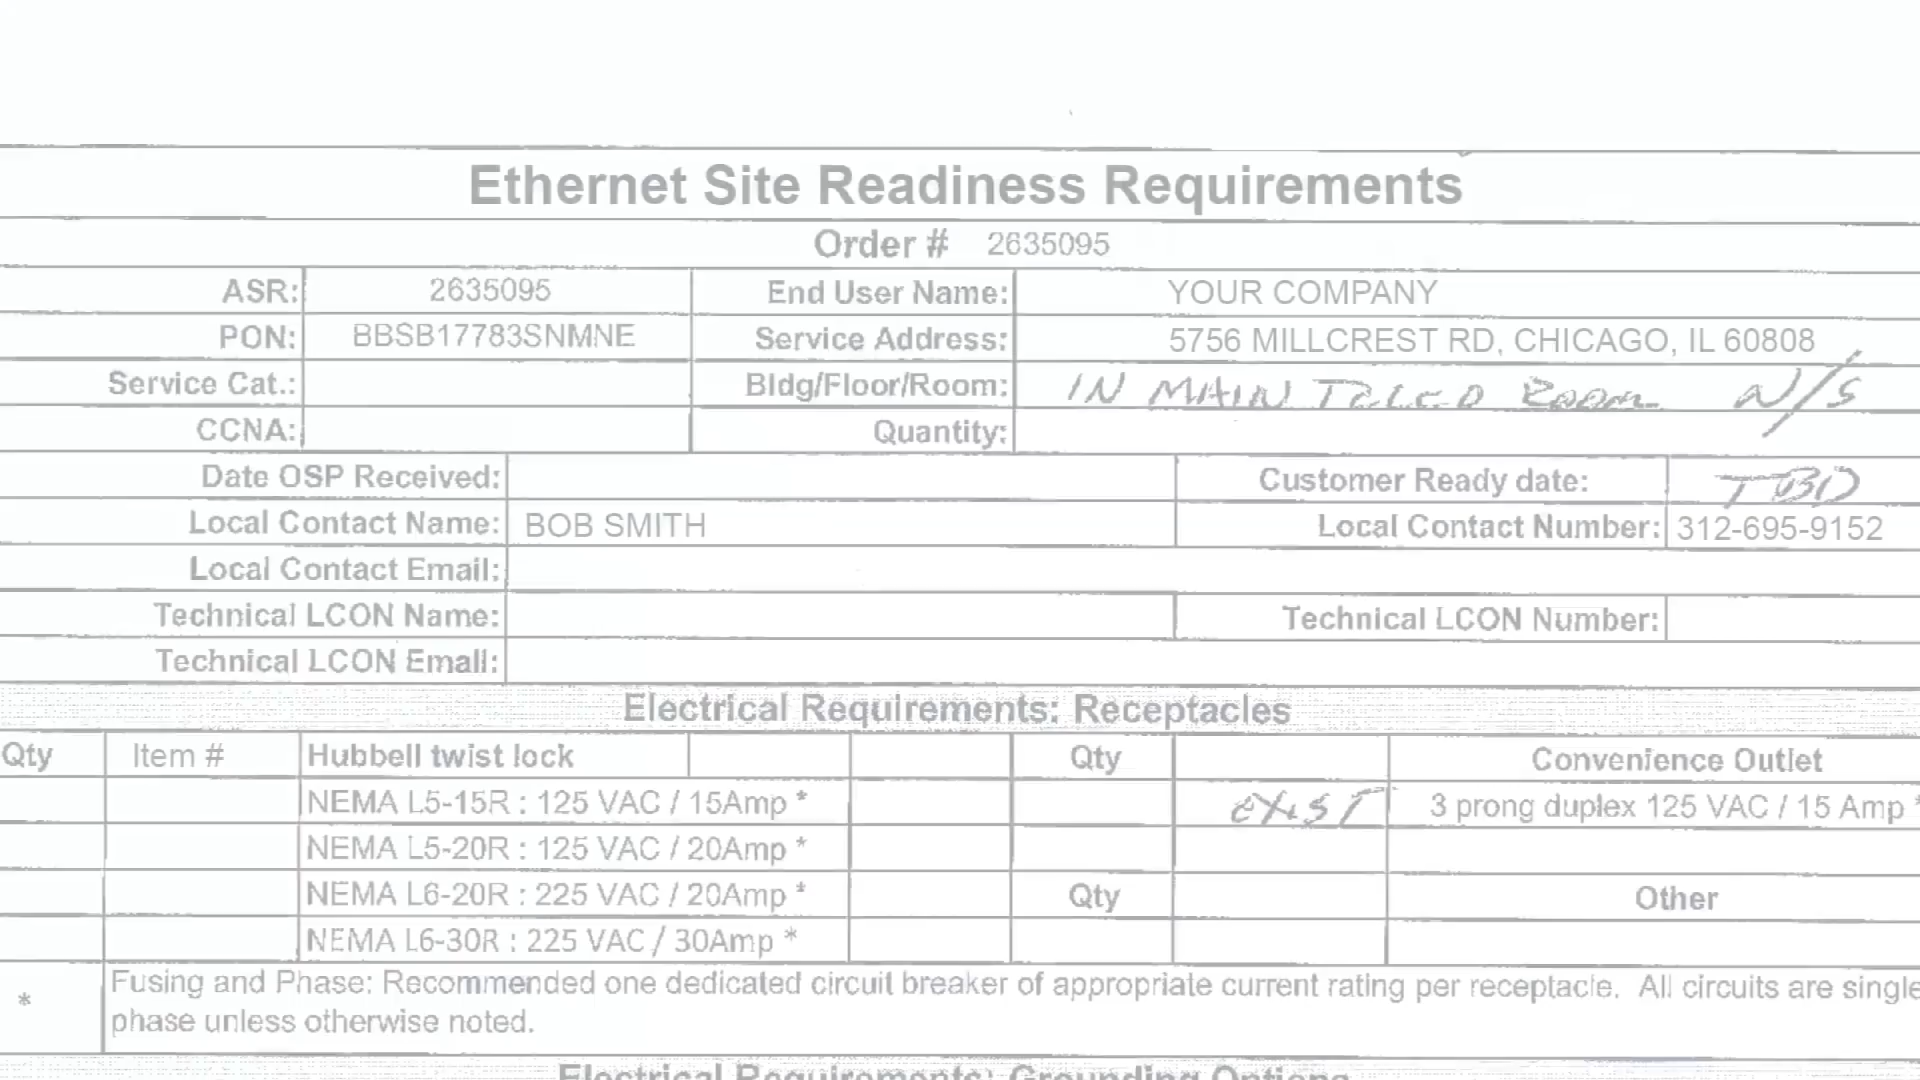 Ethernet Site Readiness Requirements
Order # 2635095
ASR: 2635095 End User Name: YOUR COMPANY
PON: BBSB17783SNMNE Service Address: 5756 MILLCREST RD, CHICAGO, IL 60808
Service Cat.: Bldg/Floor/Room: IN MAIN TELCO ROOM N/S
CCNA: Quantity:
Date OSP Received: Customer Ready date: TBD
Local Contact Name: BOB SMITH Local Contact Number: 312-695-9152
Local Contact Email:
Technical LCON Name: Technical LCON Number:
Technical LCON Email:
Electrical Requirements: Receptacles
Qty Item # Hubbell twist lock Qty Convenience Outlet
NEMA L5-15R : 125 VAC / 15Amp * EXIST 3 prong duplex 125 VAC / 15 Amp *
NEMA L5-20R : 125 VAC / 20Amp *
NEMA L6-20R : 225 VAC / 20Amp * Qty Other
NEMA L6-30R : 225 VAC / 30Amp *
* Fusing and Phase: Recommended one dedicated circuit breaker of appropriate current rating per receptacle. All circuits are single
phase unless otherwise noted.
Electrical Requirements: Grounding Options